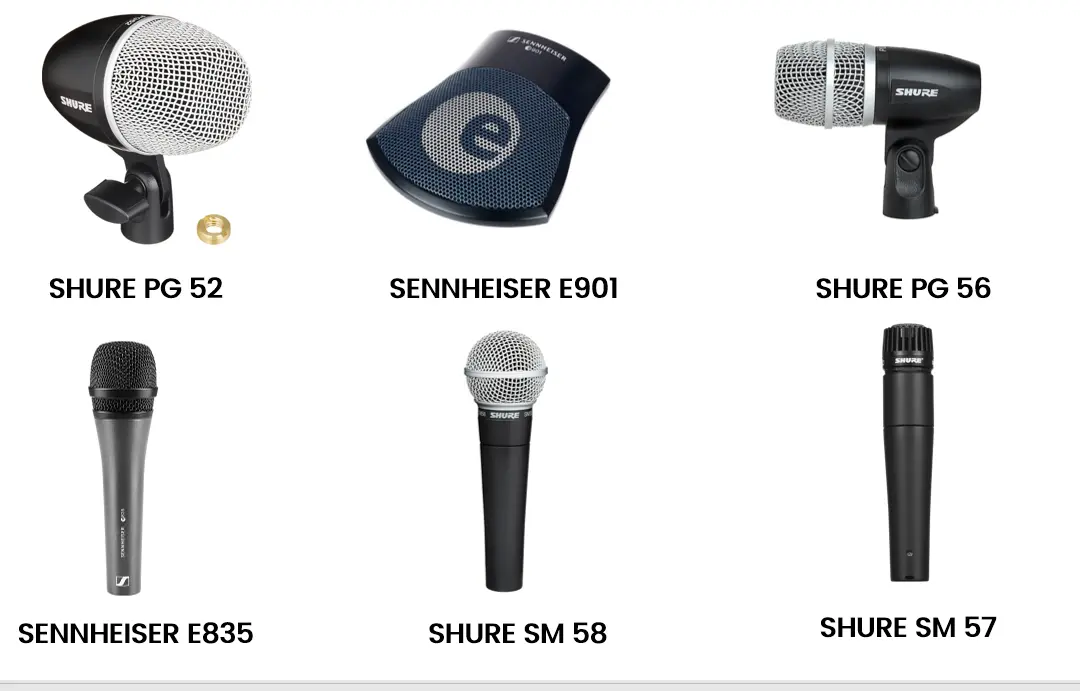 SHURE
SENNHEISER
e901
SHURE
SHURE PG 52
SENNHEISER E901
SHURE PG 56
SENNHEISER
SHURE
SHURE
SENNHEISER E835
SHURE SM 58
SHURE SM 57